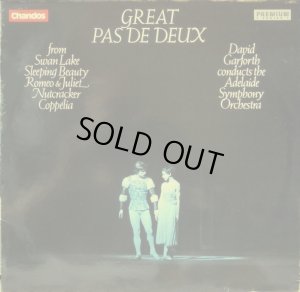 Chandos
GREAT
PAS DE DEUX
PREMIUM
from
Swan Lake
Sleeping Beauty
Romeo & Juliet
Nutcracker
Coppelia
David
Garforth
conducts the
Adelaide
Symphony
Orchestra
SOLD OUT